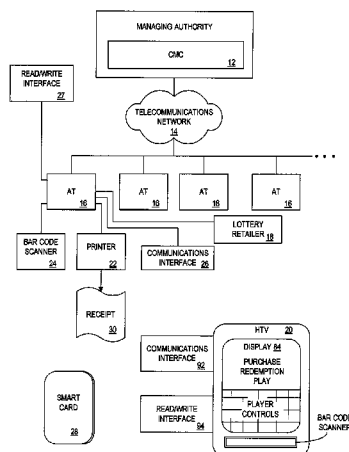 MANAGING AUTHORITY
CMC
12
READ/WRITE
INTERFACE
27
TELECOMMUNICATIONS
NETWORK
14
AT
16
AT
16
AT
16
AT
16
LOTTERY
RETAILER
18
BAR CODE
SCANNER
24
PRINTER
22
COMMUNICATIONS
INTERFACE
26
RECEIPT
30
HTV 20
DISPLAY 84
PURCHASE
REDEMPTION
PLAY
PLAYER
CONTROLS
COMMUNICATIONS
INTERFACE
92
READ/WRITE
INTERFACE
94
SMART
CARD
28
BAR CODE
SCANNER